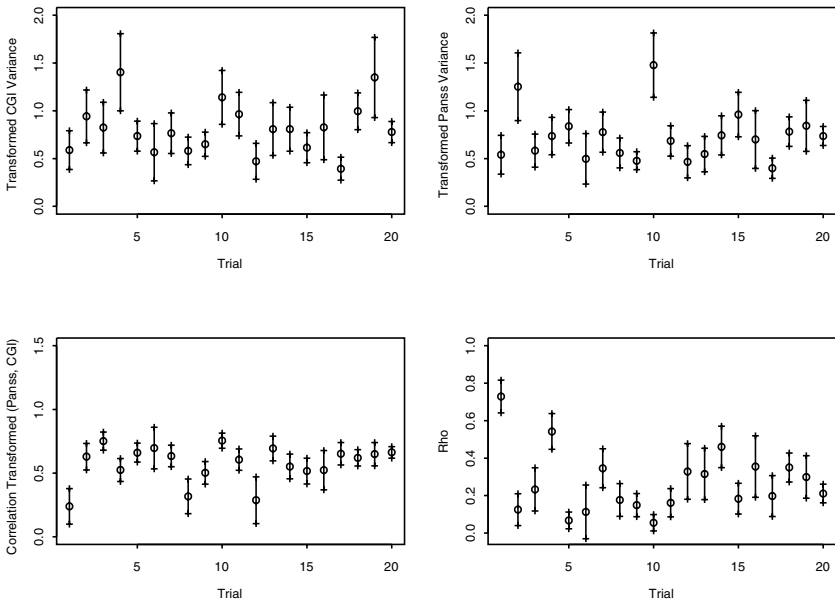 Transformed CGI Variance
2.0
1.5
1.0
0.5
0.0
5 10 15 20
Trial
Transformed Panss Variance
2.0
1.5
1.0
0.5
0.0
5 10 15 20
Trial
Correlation Transformed (Panss, CGI)
1.5
1.0
0.5
0.0
5 10 15 20
Trial
Rho
1.0
0.8
0.6
0.4
0.2
0.0
5 10 15 20
Trial